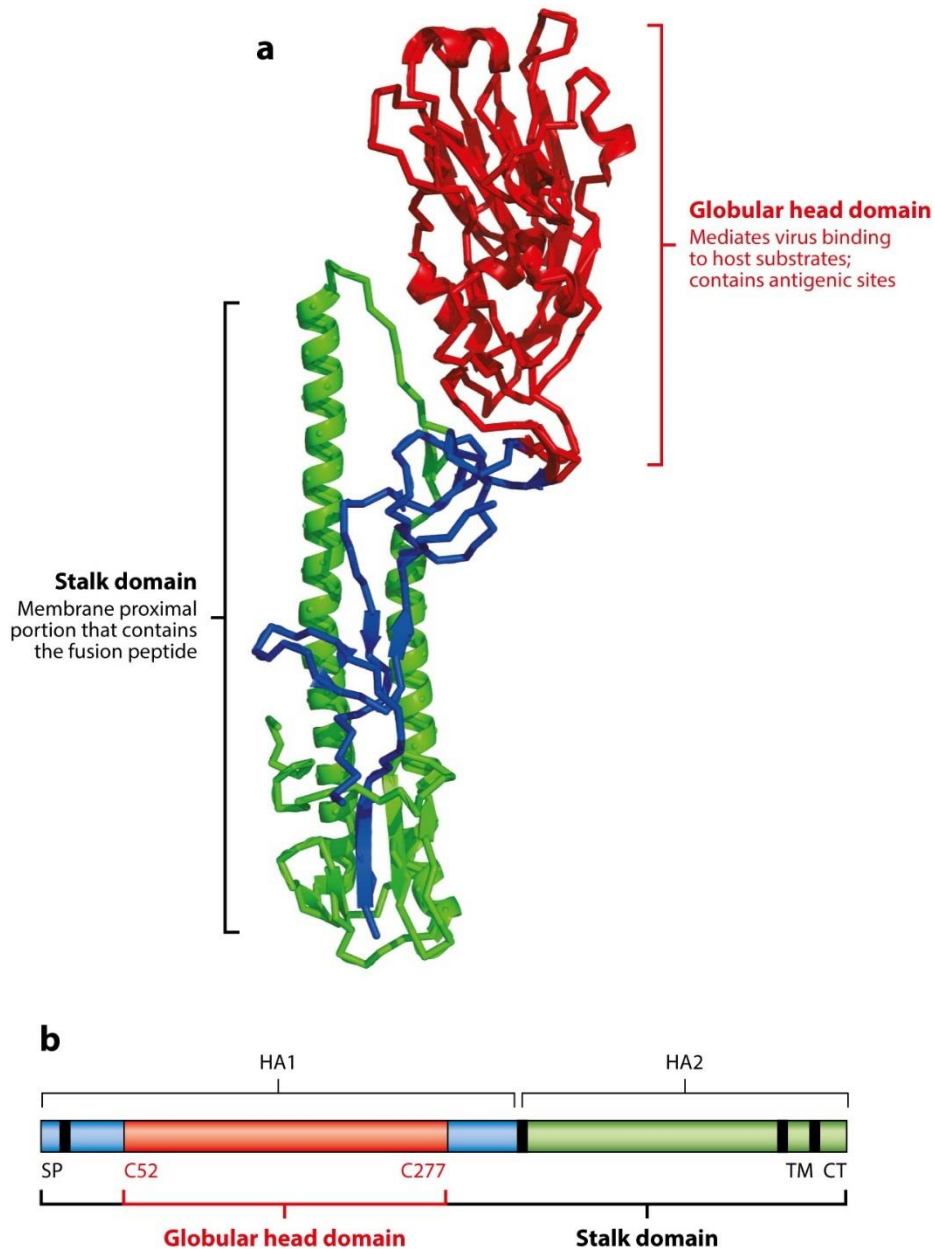 a
Globular head domain
Mediates virus binding
to host substrates;
contains antigenic sites
Stalk domain
Membrane proximal
portion that contains
the fusion peptide
b
HA1 HA2
SP C52 C277 TM CT
Globular head domain Stalk domain